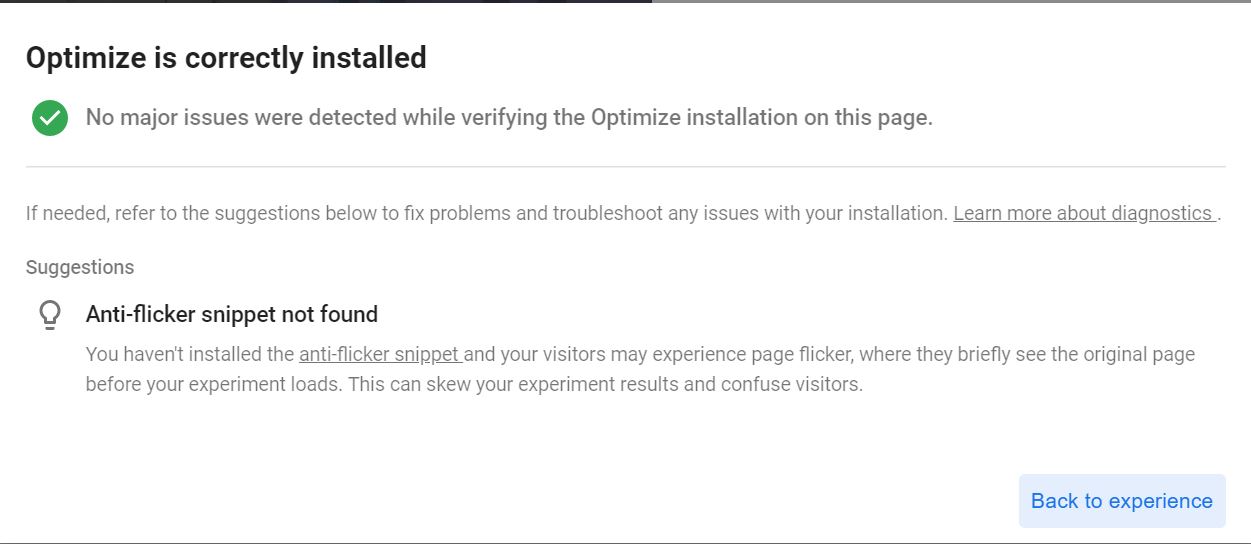 Optimize is correctly installed
No major issues were detected while verifying the Optimize installation on this page.
If needed, refer to the suggestions below to fix problems and troubleshoot any issues with your installation. Learn more about diagnostics .
Suggestions
Anti-flicker snippet not found
You haven't installed the anti-flicker snippet and your visitors may experience page flicker, where they briefly see the original page
before your experiment loads. This can skew your experiment results and confuse visitors.
Back to experience